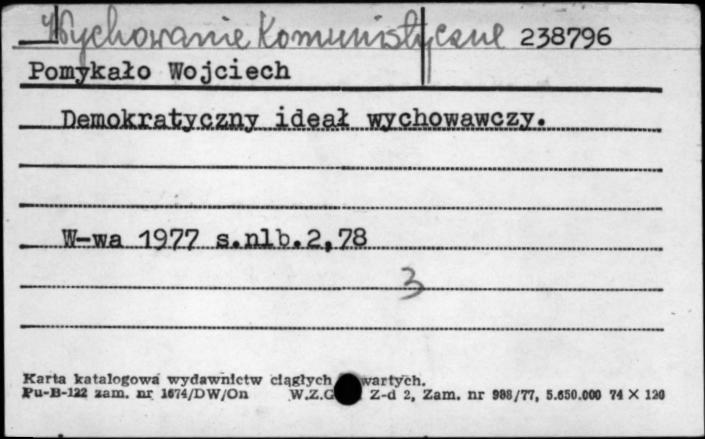 Wychowanie Komunistyczne 238796
Pomykało Wojciech
Demokratyczny ideał wychowawczy.
W-wa 1977 s.nlb.2,78
3
Karta katalogowa wydawnictw ciągłych wartych.
Pu-B-122 zam. nr 1674/DW/On W.Z.G. Z-d 2, Zam. nr 988/77, 5.650.000 74 X 120